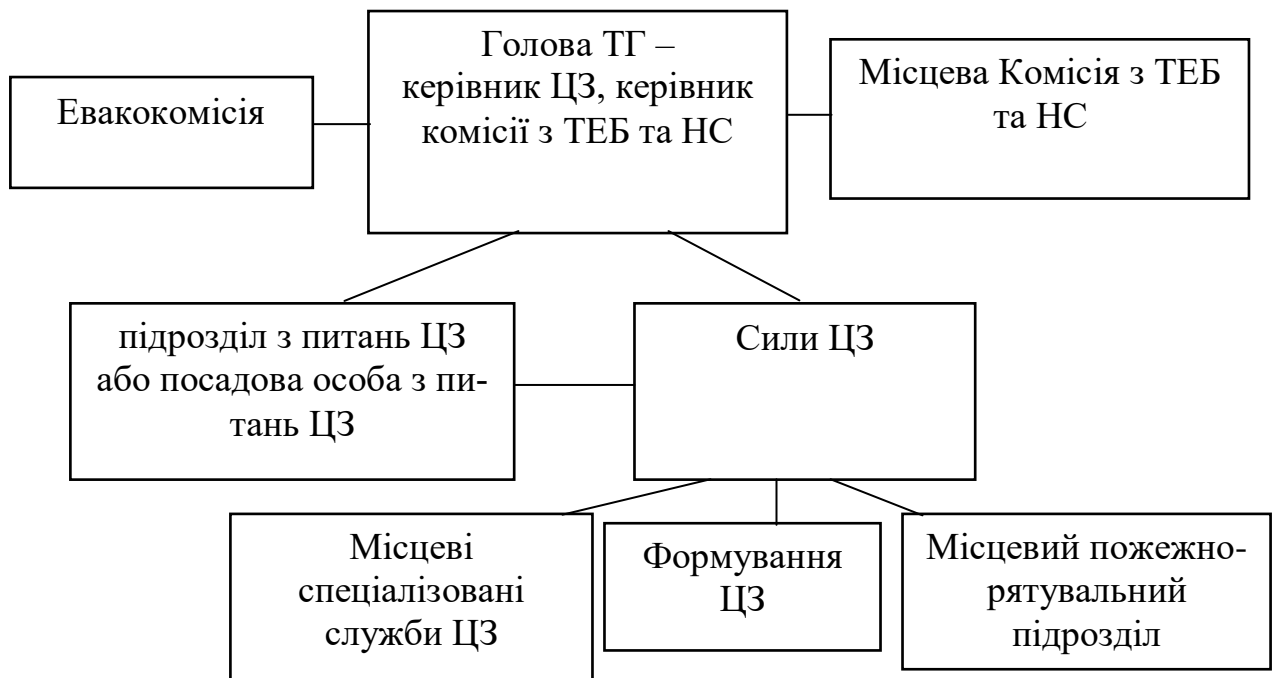 Евакокомісія
Голова ТГ –
керівник ЦЗ, керівник
комісії з ТЕБ та НС
Місцева Комісія з ТЕБ
та НС
підрозділ з питань ЦЗ
або посадова особа з пи-
тань ЦЗ
Сили ЦЗ
Місцеві
спеціалізовані
служби ЦЗ
Формування
ЦЗ
Місцевий пожежно-
рятувальний
підрозділ